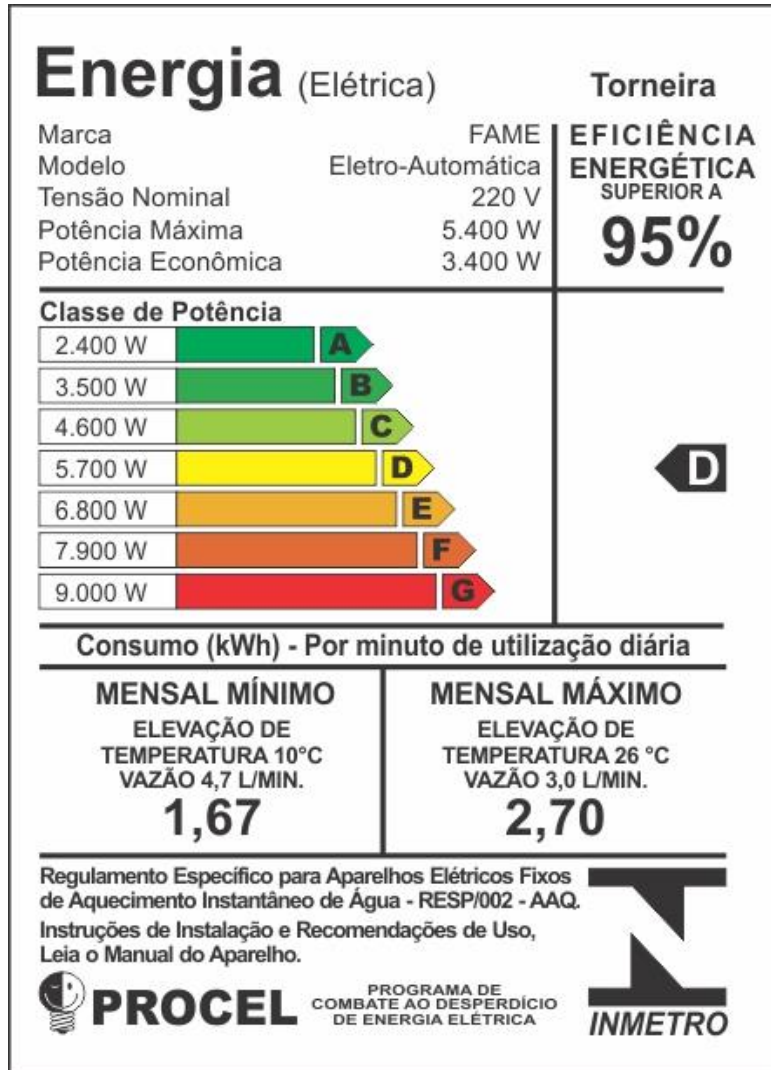 Energia (Elétrica) Torneira
Marca FAME
Modelo Eletro-Automática
Tensão Nominal 220 V
Potência Máxima 5.400 W
Potência Econômica 3.400 W
EFICIÊNCIA
ENERGÉTICA
SUPERIOR A
95%
Classe de Potência
2.400 W A
3.500 W B
4.600 W C
5.700 W D
D
6.800 W E
7.900 W F
9.000 W G
Consumo (kWh) - Por minuto de utilização diária
MENSAL MÍNIMO
ELEVAÇÃO DE
TEMPERATURA 10°C
VAZÃO 4,7 L/MIN.
1,67
MENSAL MÁXIMO
ELEVAÇÃO DE
TEMPERATURA 26 °C
VAZÃO 3,0 L/MIN.
2,70
Regulamento Específico para Aparelhos Elétricos Fixos
de Aquecimento Instantâneo de Água - RESP/002 - AAQ.
Instruções de Instalação e Recomendações de Uso,
Leia o Manual do Aparelho.
PROCEL
PROGRAMA DE
COMBATE AO DESPERDÍCIO
DE ENERGIA ELÉTRICA
INMETRO